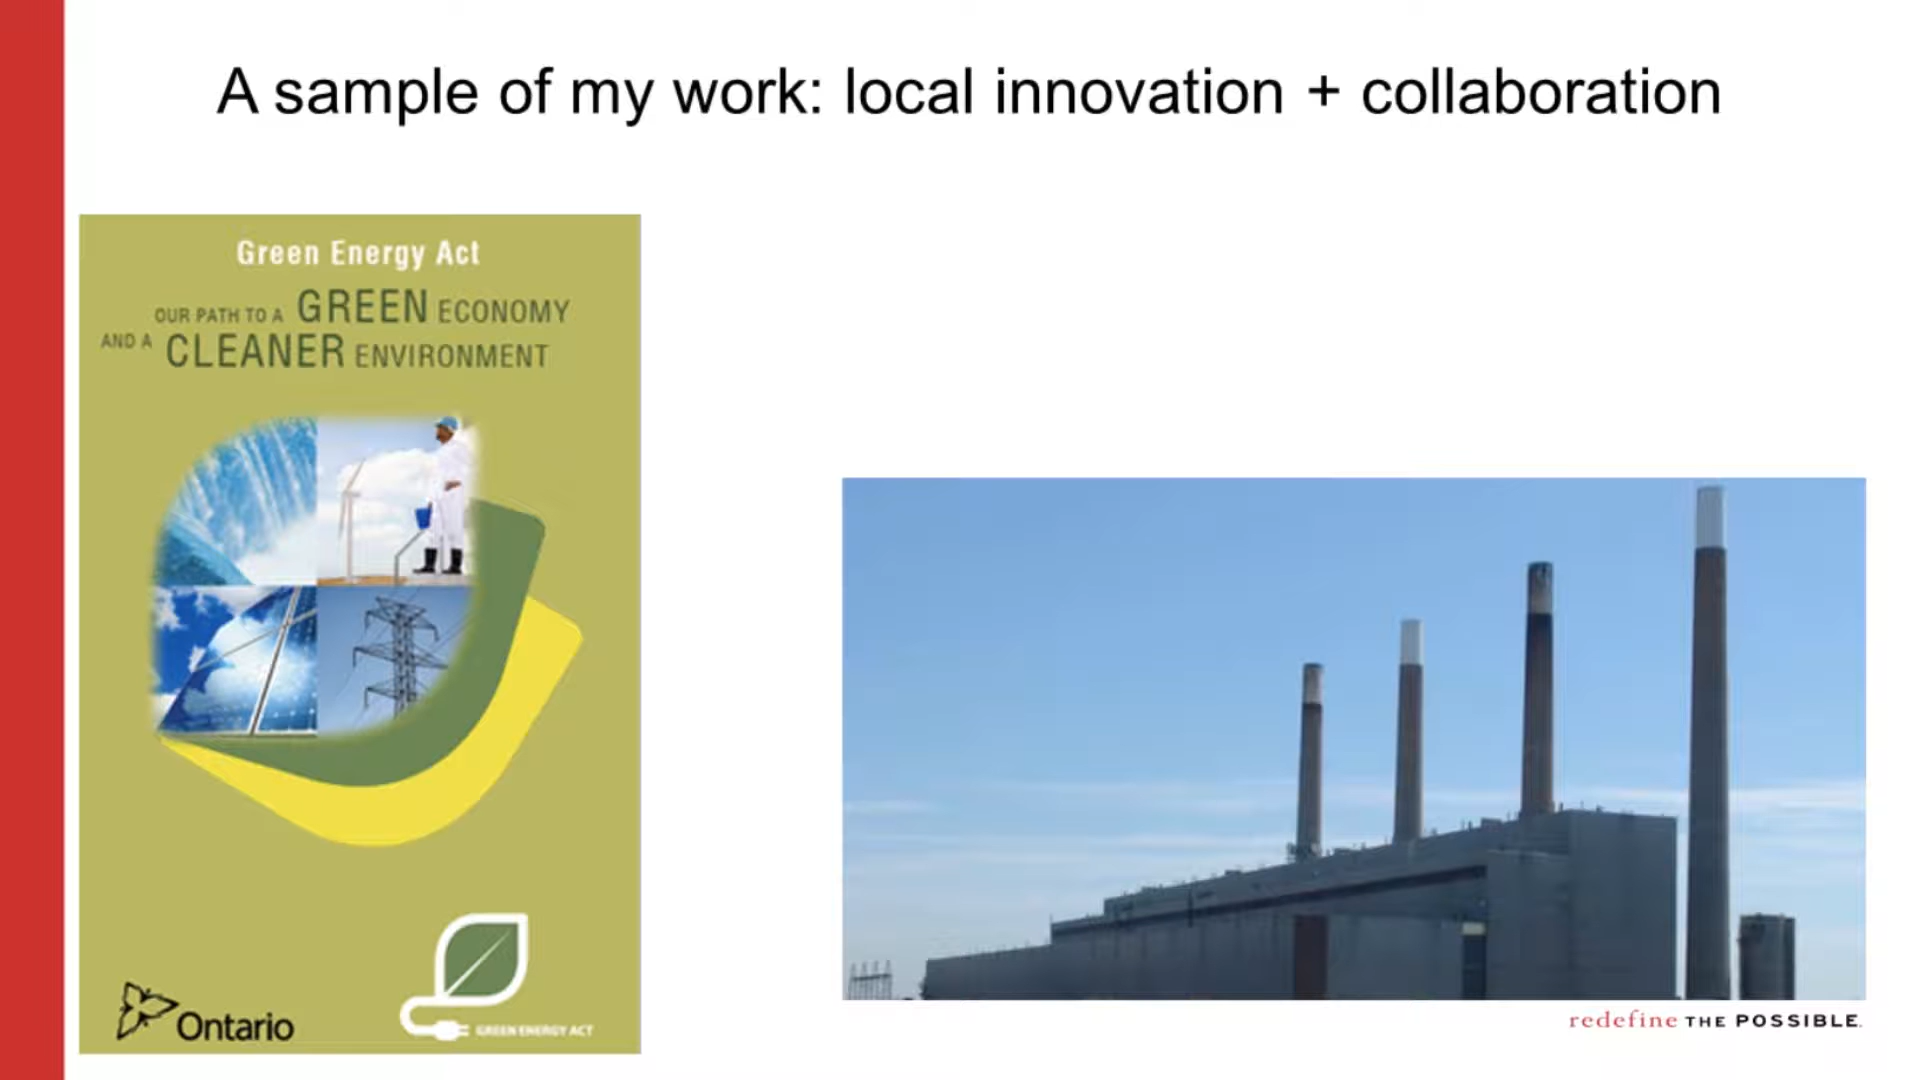 A sample of my work: local innovation + collaboration
Green Energy Act
OUR PATH TO A GREEN ECONOMY
AND A CLEANER ENVIRONMENT
Ontario
GREEN ENERGY ACT
redefine THE POSSIBLE.